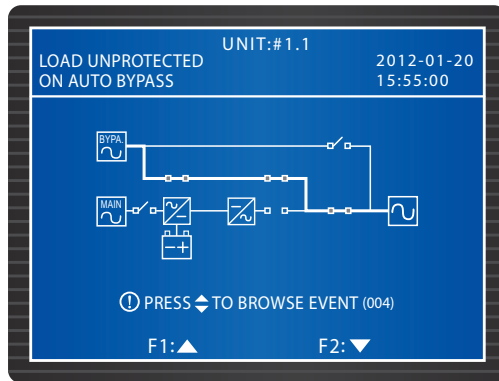 UNIT:#1.1
LOAD UNPROTECTED
ON AUTO BYPASS
2012-01-20
15:55:00
BYPA.
MAIN
PRESS TO BROWSE EVENT (004)
F1:
F2: